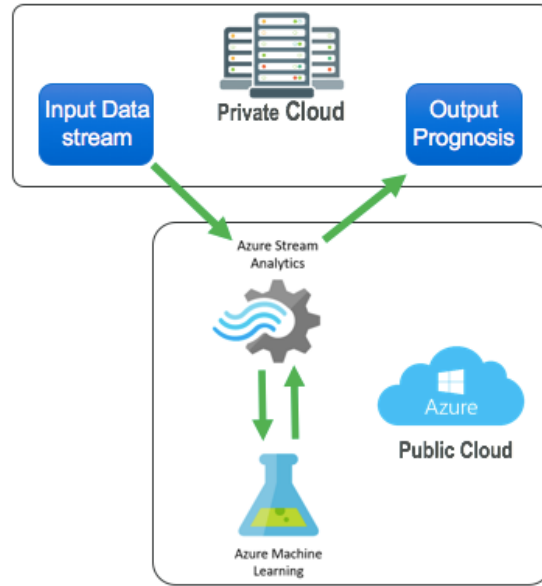 Private Cloud
Input Data
stream
Output
Prognosis
Azure Stream
Analytics
Azure
Public Cloud
Azure Machine
Learning